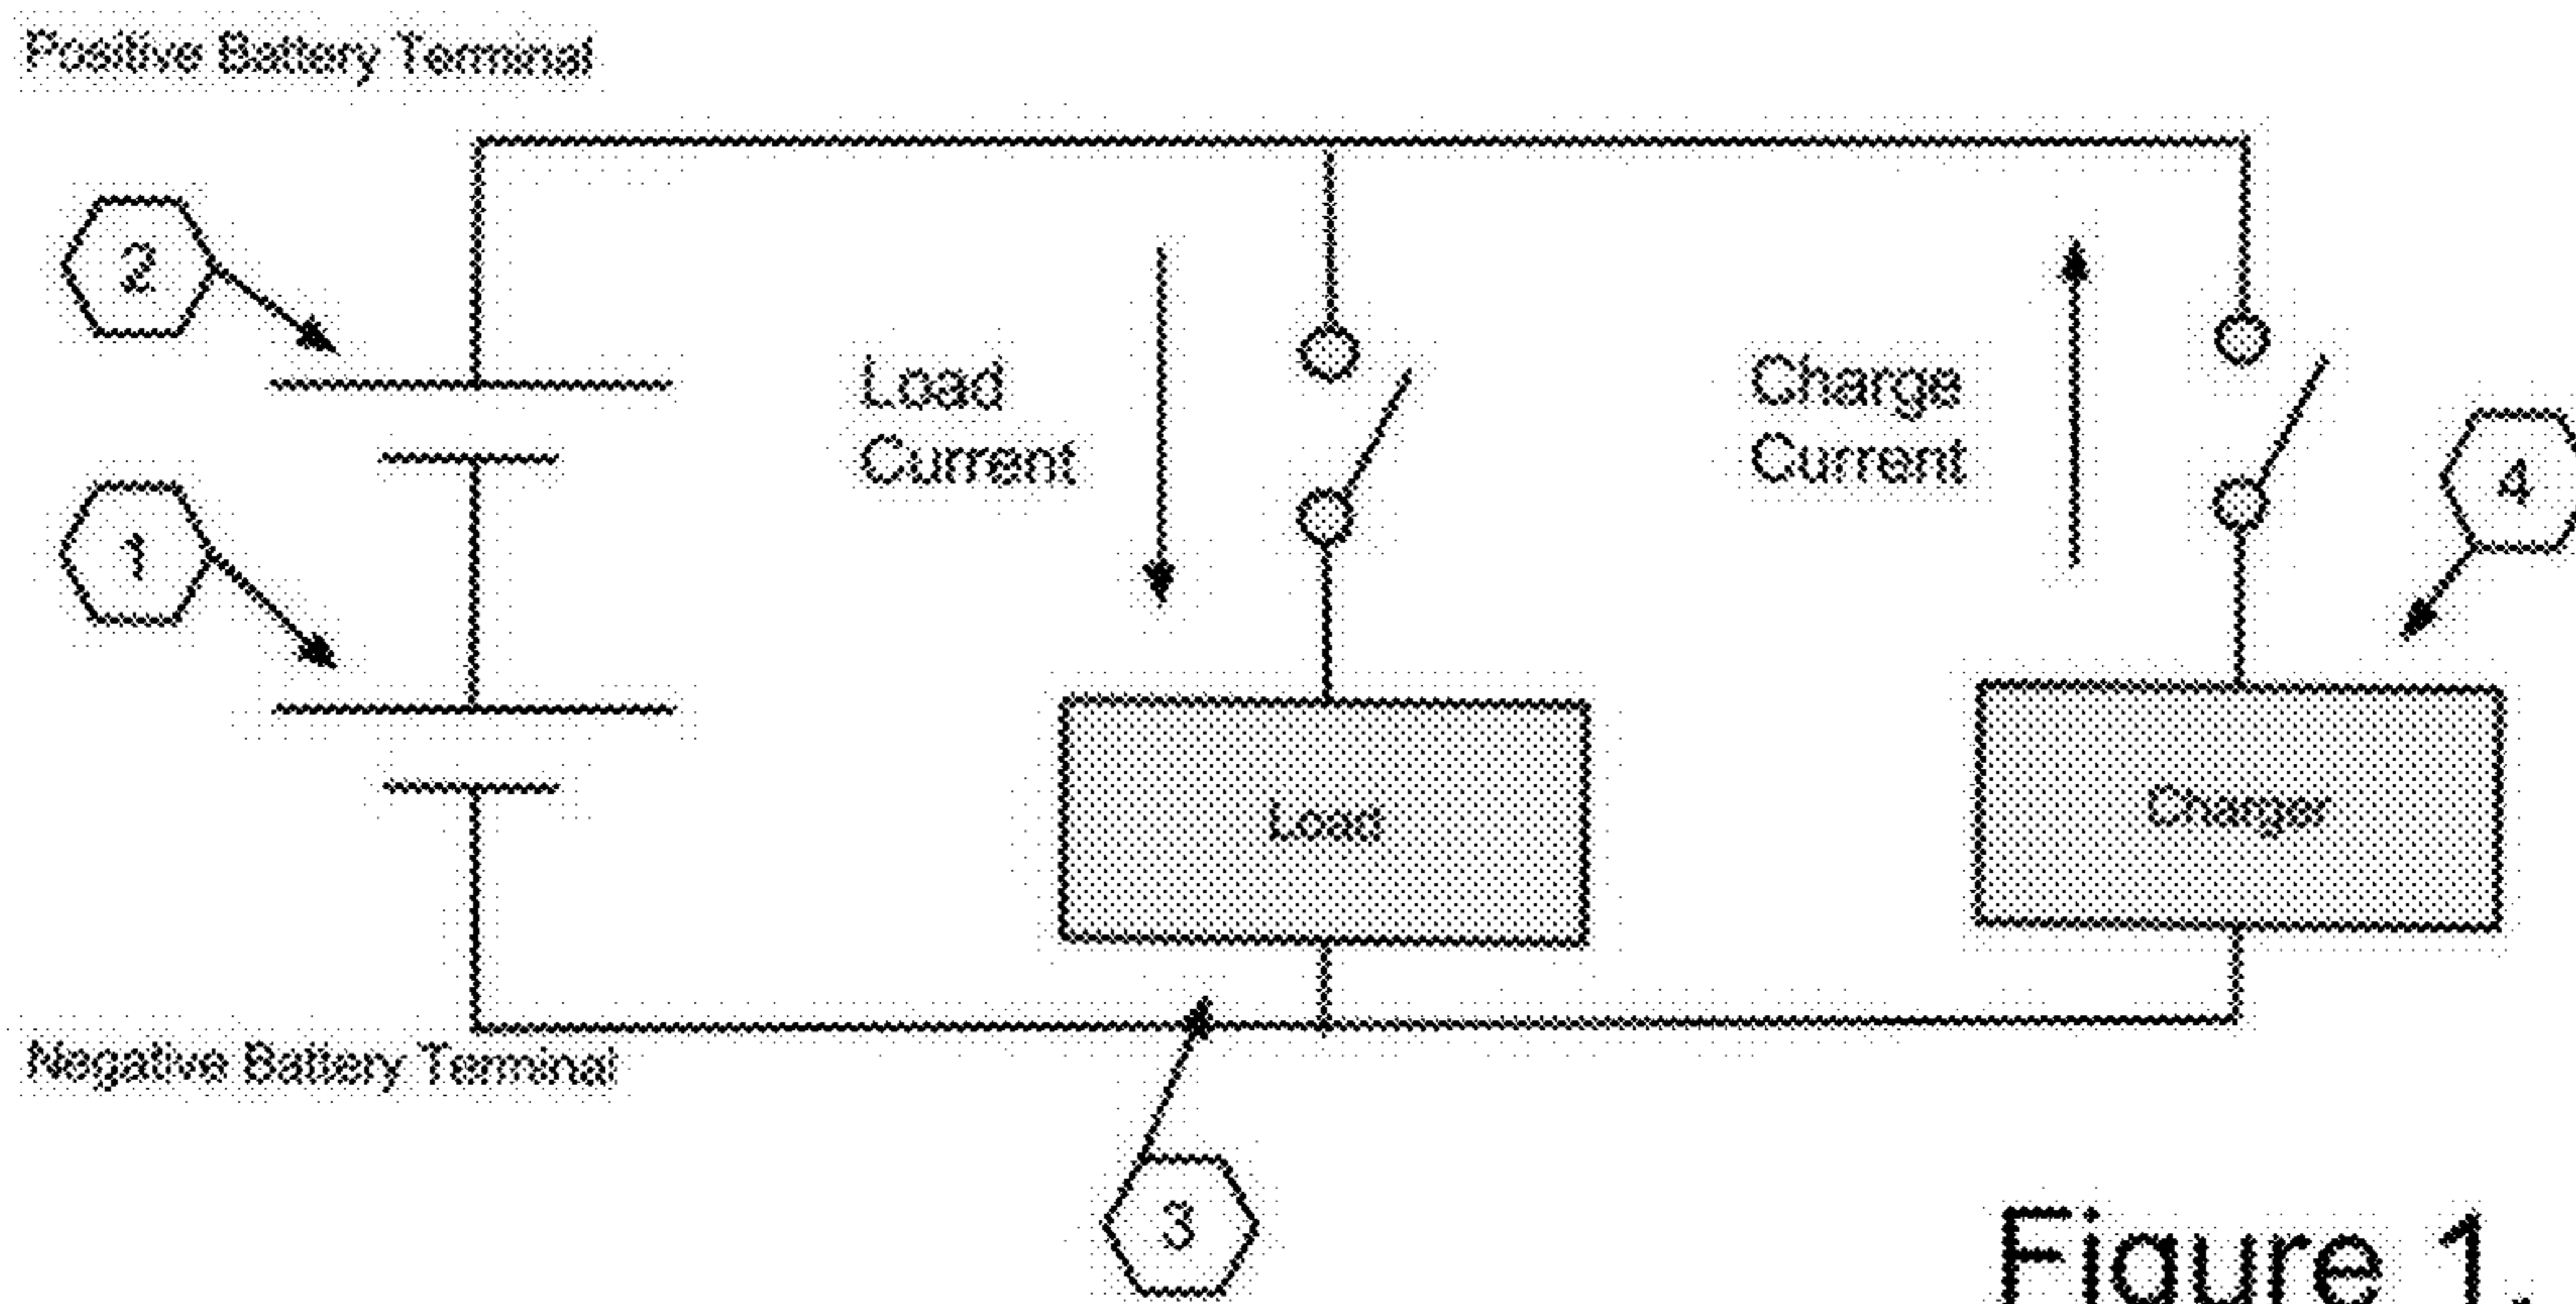 Positive Battery Terminal
2
Load
Current
Charge
Current
4
1
Load
Charger
Negative Battery Terminal
3
Figure 1.